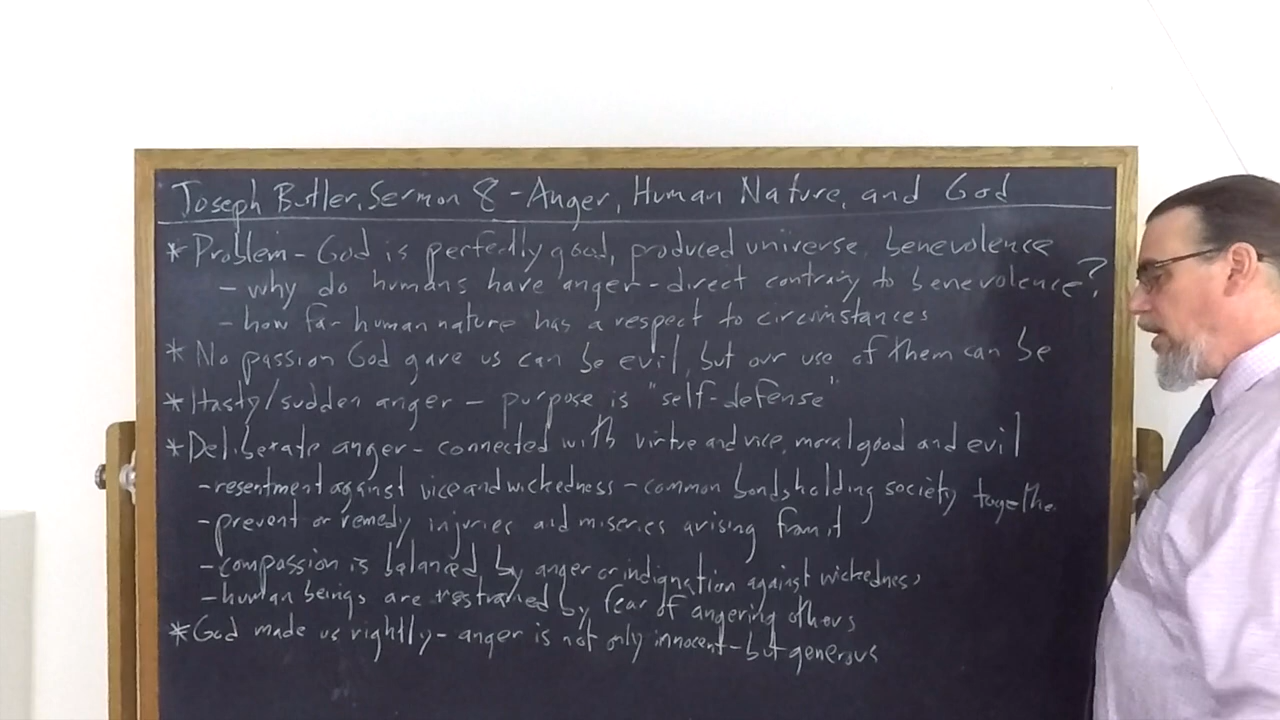 Joseph Butler, Sermon 8 - Anger, Human Nature, and God
* Problem - God is perfectly good, produced universe, benevolence
- why do humans have anger - direct contrary to benevolence?
- how far human nature has a respect to circumstances
* No passion God gave us can be evil, but our use of them can be
* Hasty/sudden anger - purpose is "self-defense"
* Deliberate anger - connected with virtue and vice, moral good and evil
- resentment against vice and wickedness - common bonds holding society togethe
- prevent or remedy injuries and miseries arising from it
- compassion is balanced by anger or indignation against wickedness
- human beings are restrained by fear of angering others
* God made us rightly - anger is not only innocent - but generous